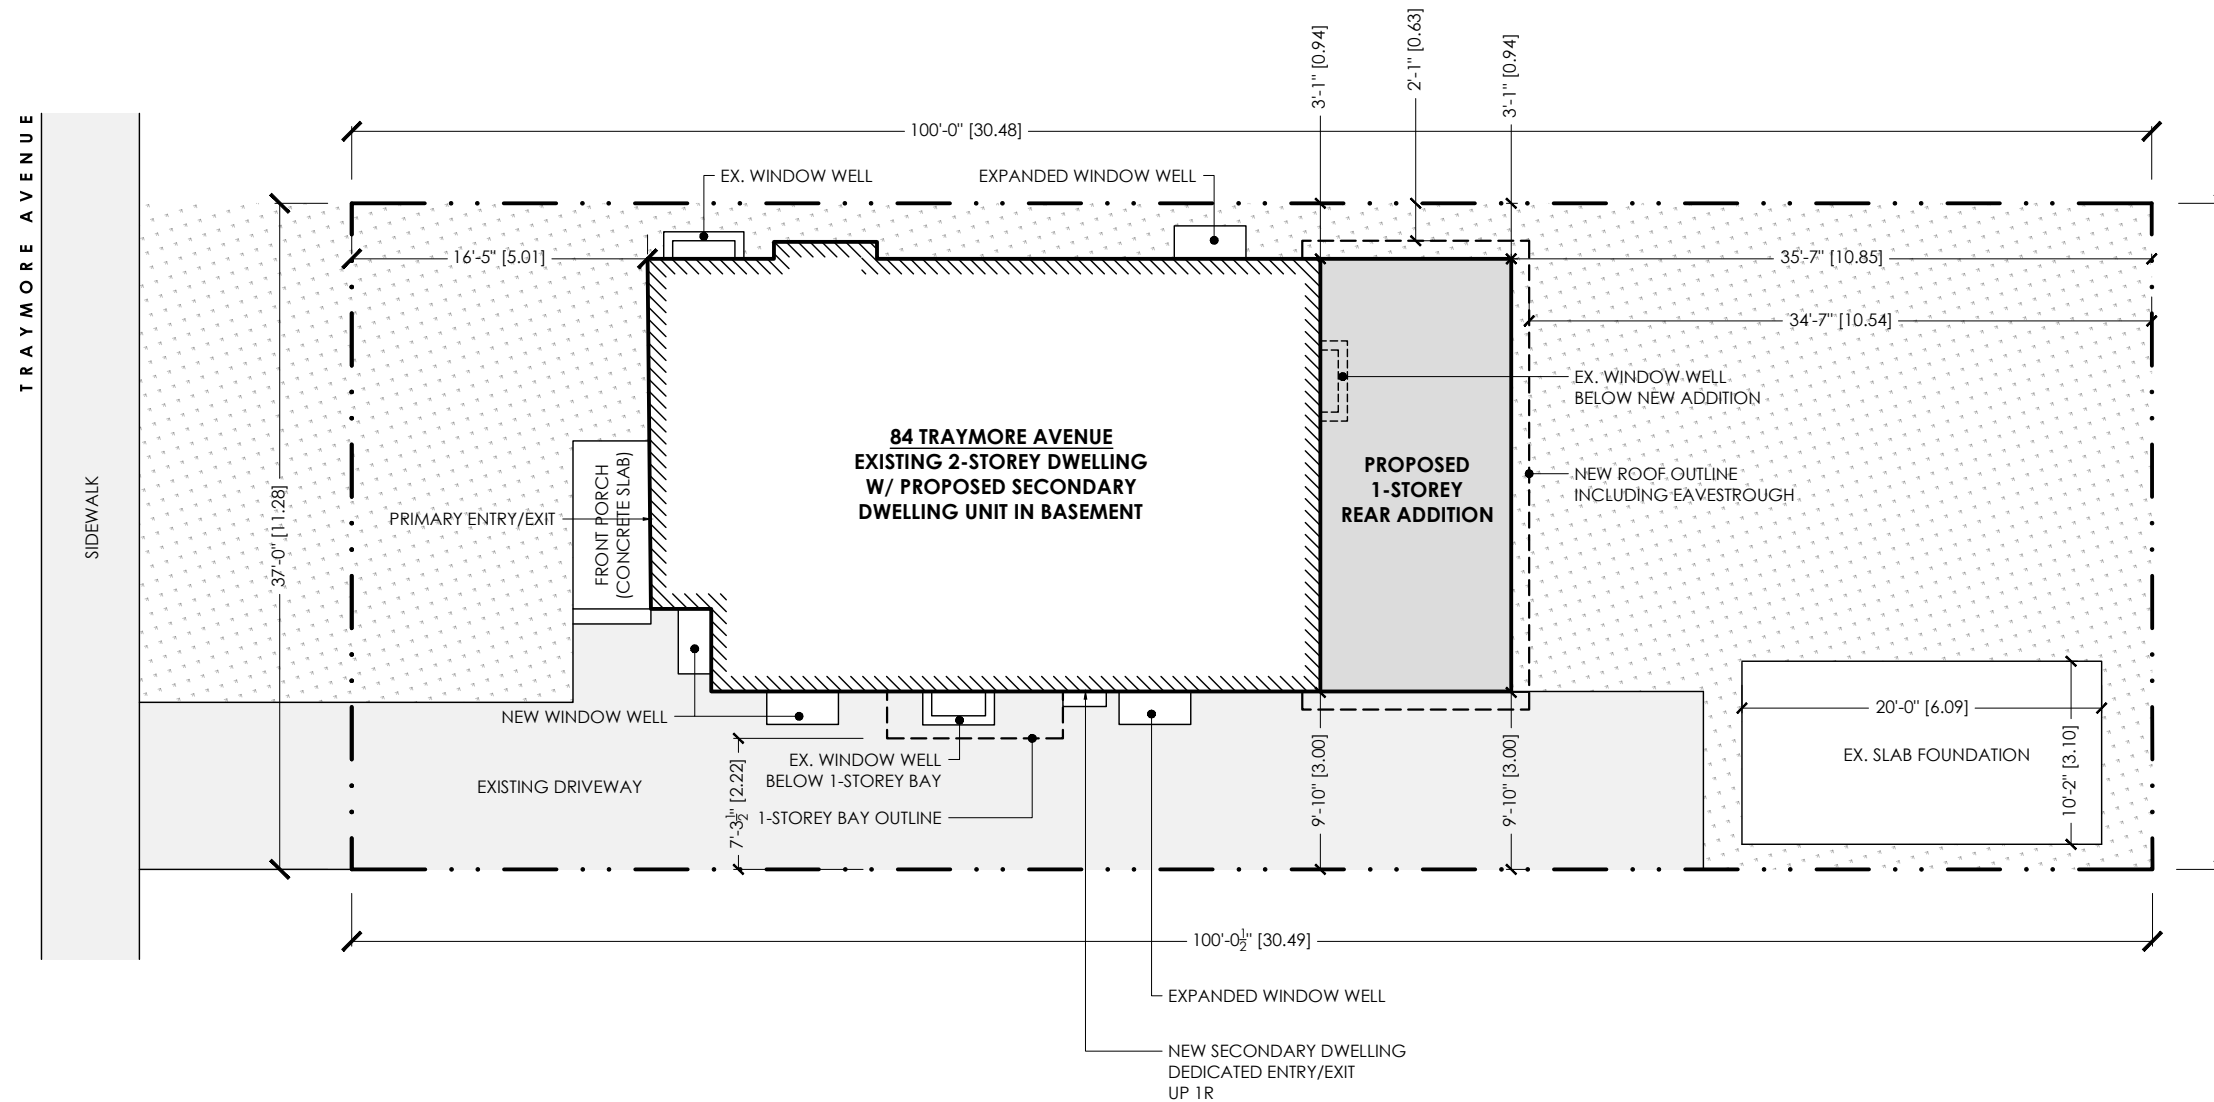 3'-1" [0.94]
2'-1" [0.63]
3'-1" [0.94]
TRAYMORE AVENUE
100'-0" [30.48]
EX. WINDOW WELL
EXPANDED WINDOW WELL
16'-5" [5.01]
35'-7" [10.85]
34'-7" [10.54]
EX. WINDOW WELL
BELOW NEW ADDITION
84 TRAYMORE AVENUE
EXISTING 2-STOREY DWELLING
W/ PROPOSED SECONDARY
DWELLING UNIT IN BASEMENT
PROPOSED
1-STOREY
REAR ADDITION
NEW ROOF OUTLINE
INCLUDING EAVESTROUGH
SIDEWALK
37'-0" [11.28]
PRIMARY ENTRY/EXIT
FRONT PORCH
(CONCRETE SLAB)
NEW WINDOW WELL
20'-0" [6.09]
EX. SLAB FOUNDATION
10'-2" [3.10]
EX. WINDOW WELL
BELOW 1-STOREY BAY
EXISTING DRIVEWAY
7'-3½" [2.22]
1-STOREY BAY OUTLINE
9'-10" [3.00]
9'-10" [3.00]
100'-0½" [30.49]
EXPANDED WINDOW WELL
NEW SECONDARY DWELLING
DEDICATED ENTRY/EXIT
UP 1R